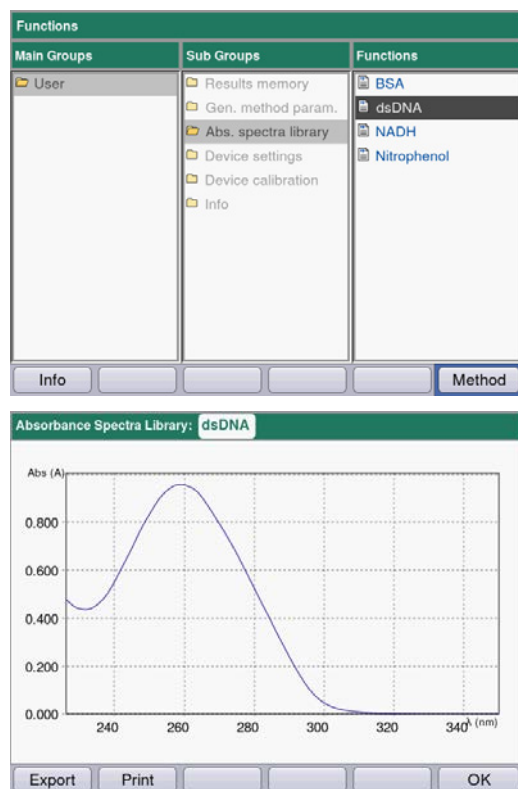 Functions
Main Groups Sub Groups Functions
User Results memory BSA
Gen. method param. dsDNA
Abs. spectra library NADH
Device settings Nitrophenol
Device calibration
Info
Info Method
Absorbance Spectra Library: dsDNA
Abs (A)
0.800
0.600
0.400
0.200
0.000
240 260 280 300 320 340 λ (nm)
Export Print OK